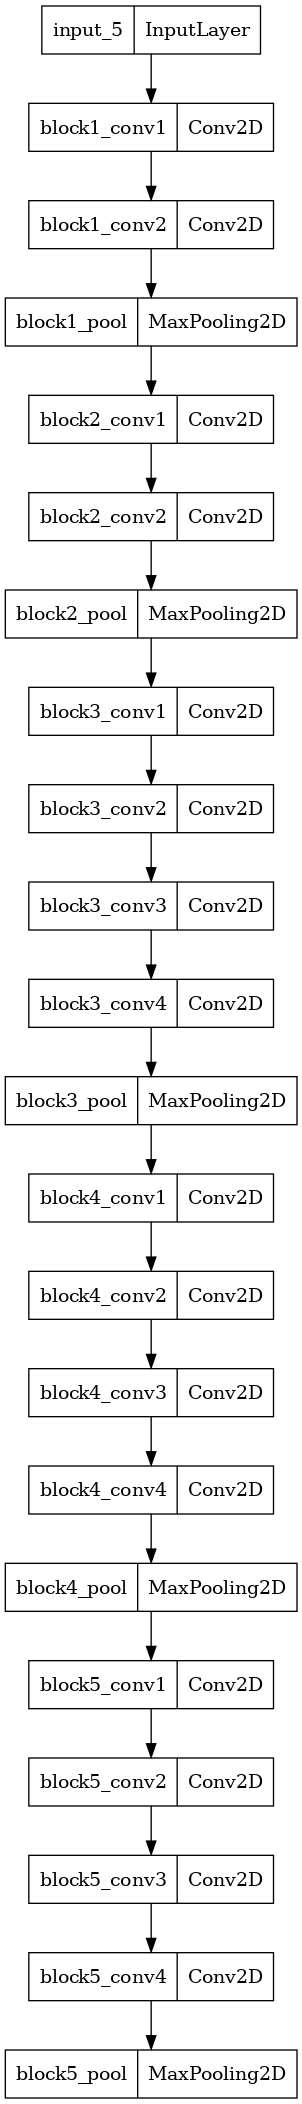 input_5 InputLayer
block1_conv1 Conv2D
block1_conv2 Conv2D
block1_pool MaxPooling2D
block2_conv1 Conv2D
block2_conv2 Conv2D
block2_pool MaxPooling2D
block3_conv1 Conv2D
block3_conv2 Conv2D
block3_conv3 Conv2D
block3_conv4 Conv2D
block3_pool MaxPooling2D
block4_conv1 Conv2D
block4_conv2 Conv2D
block4_conv3 Conv2D
block4_conv4 Conv2D
block4_pool MaxPooling2D
block5_conv1 Conv2D
block5_conv2 Conv2D
block5_conv3 Conv2D
block5_conv4 Conv2D
block5_pool MaxPooling2D